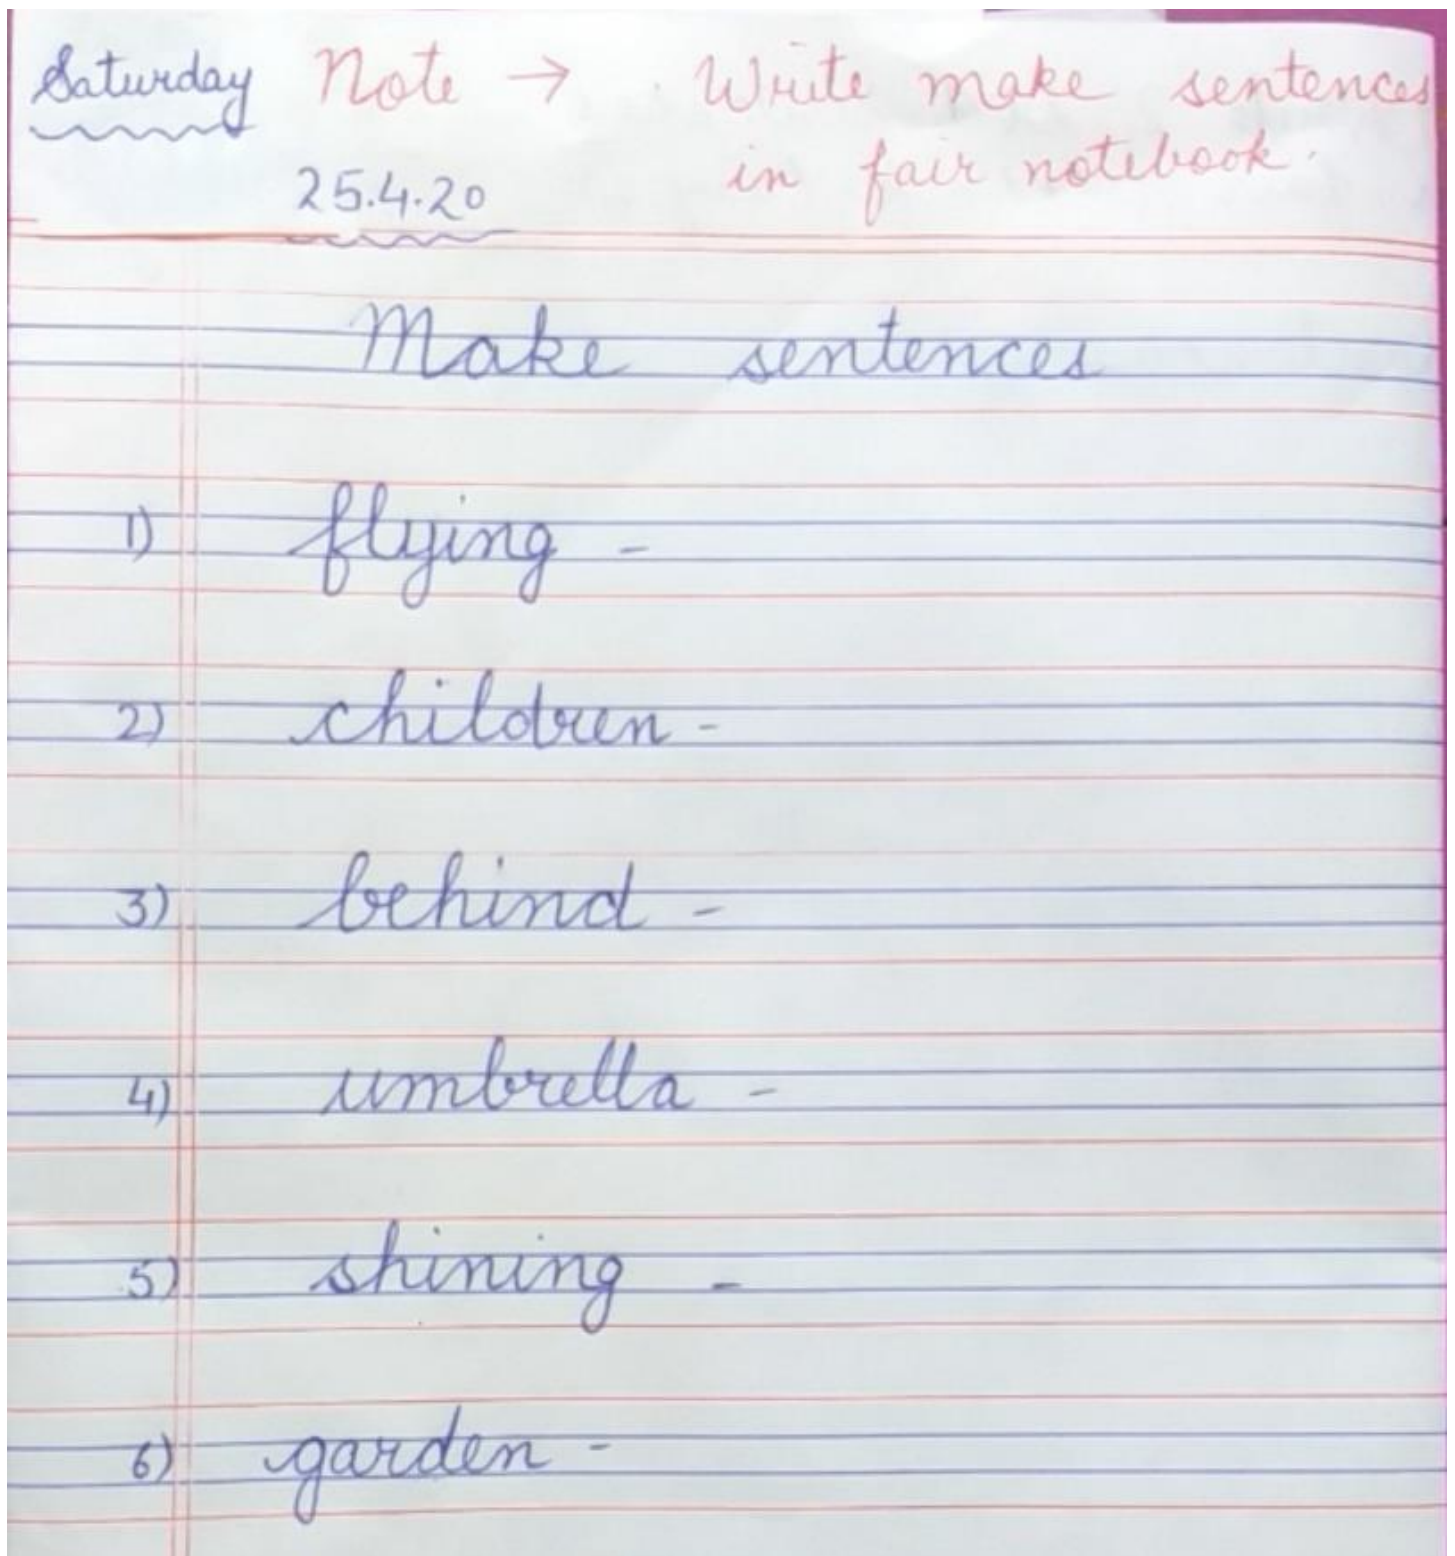 Saturday Note → Write make sentences
in fair notebook.
25.4.20
Make sentences
1) flying -
2) children -
3) behind -
4) umbrella -
5) shining -
6) garden -